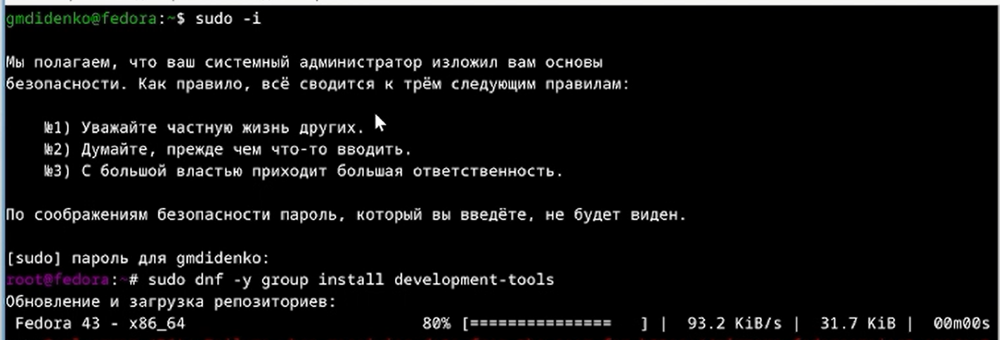 gmdidenko@fedora:~$ sudo -i
Мы полагаем, что ваш системный администратор изложил вам основы
безопасности. Как правило, всё сводится к трём следующим правилам:
№1) Уважайте частную жизнь других.
№2) Думайте, прежде чем что-то вводить.
№3) С большой властью приходит большая ответственность.
По соображениям безопасности пароль, который вы введёте, не будет виден.
[sudo] пароль для gmdidenko:
root@fedora:~# sudo dnf -y group install development-tools
Обновление и загрузка репозиториев:
Fedora 43 - x86_64 80% [=============== ] | 93.2 KiB/s | 31.7 KiB | 00m00s